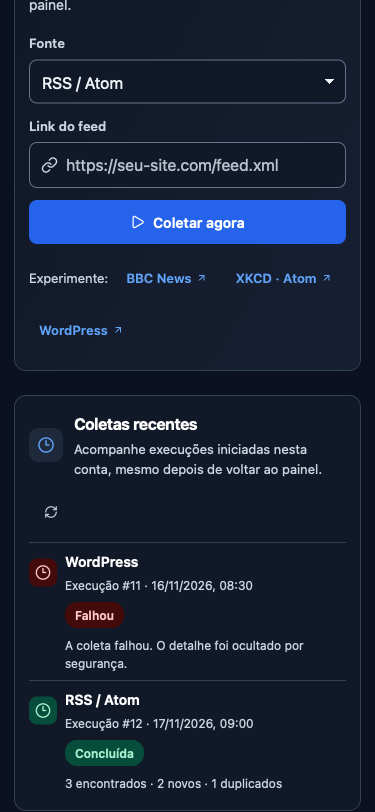 painel.
Fonte
RSS / Atom
Link do feed
https://seu-site.com/feed.xml
Coletar agora
Experimente: BBC News ↗ XKCD · Atom ↗
WordPress ↗
Coletas recentes
Acompanhe execuções iniciadas nesta
conta, mesmo depois de voltar ao painel.
WordPress
Execução #11 · 16/11/2026, 08:30
Falhou
A coleta falhou. O detalhe foi ocultado por
segurança.
RSS / Atom
Execução #12 · 17/11/2026, 09:00
Concluída
3 encontrados · 2 novos · 1 duplicados